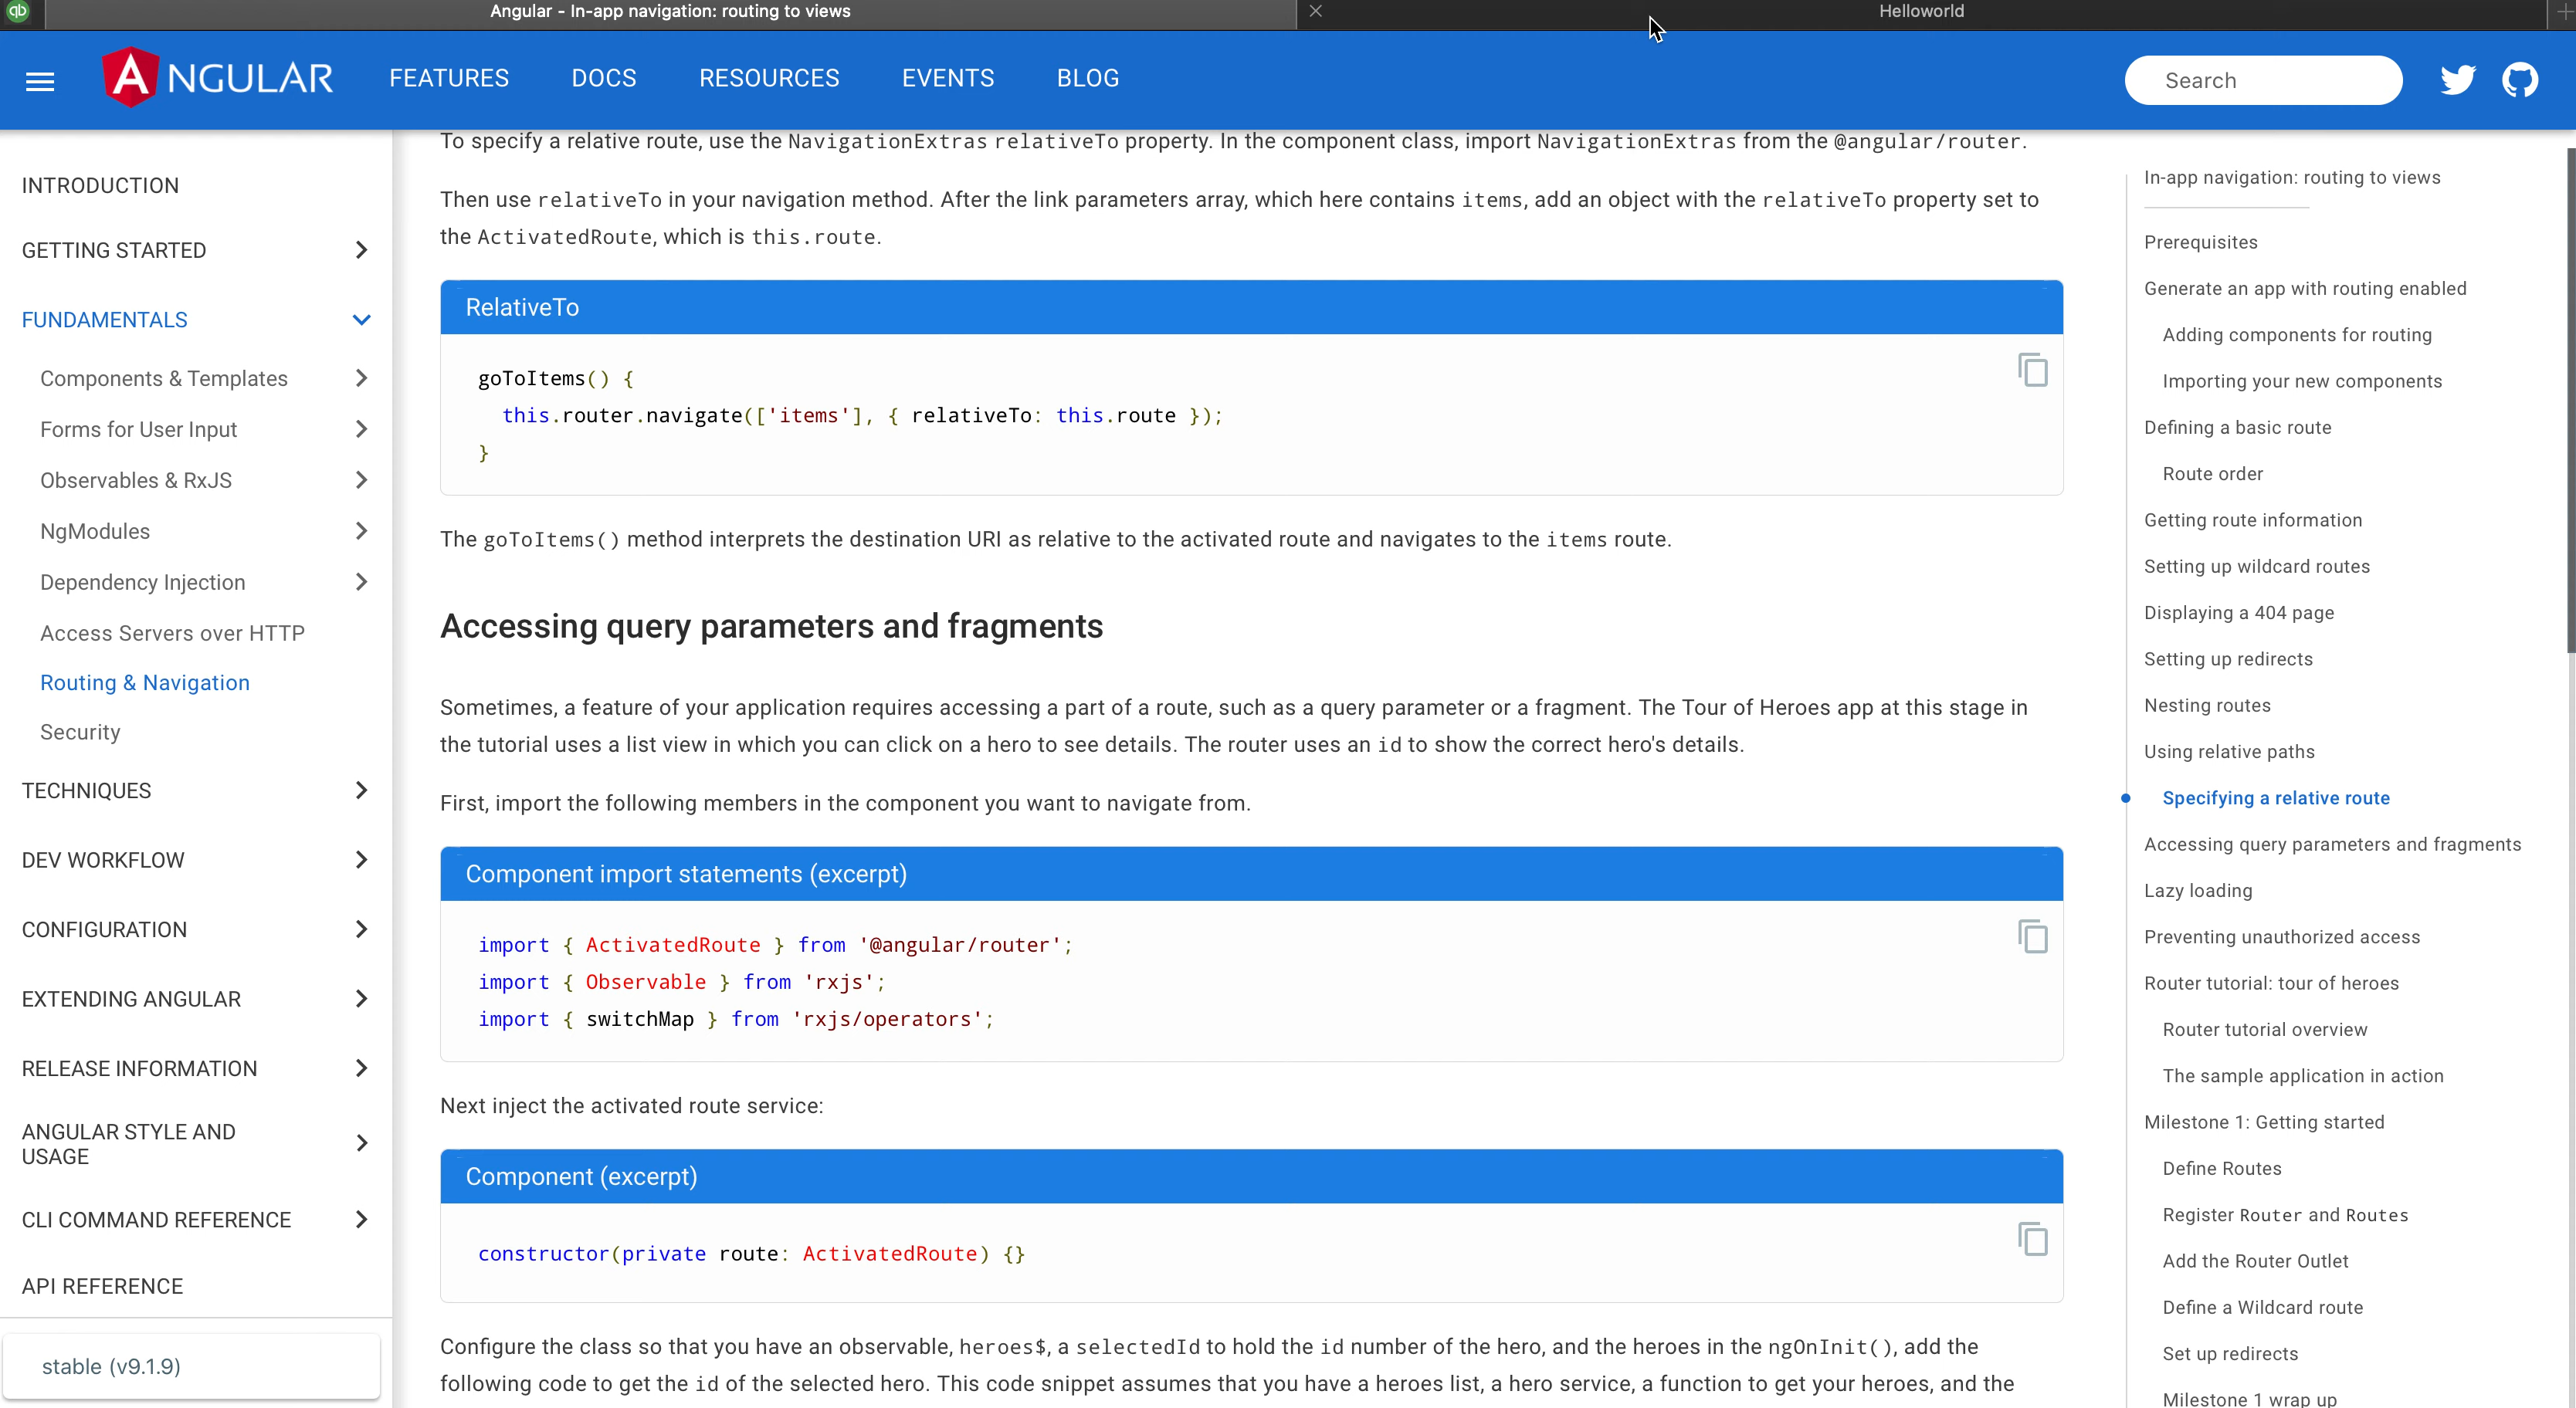 qb
Angular - In-app navigation: routing to views
Helloworld
ANGULAR
FEATURES
DOCS
RESOURCES
EVENTS
BLOG
Search
INTRODUCTION
GETTING STARTED
FUNDAMENTALS
Components & Templates
Forms for User Input
Observables & RxJS
NgModules
Dependency Injection
Access Servers over HTTP
Routing & Navigation
Security
TECHNIQUES
DEV WORKFLOW
CONFIGURATION
EXTENDING ANGULAR
RELEASE INFORMATION
ANGULAR STYLE AND
USAGE
CLI COMMAND REFERENCE
API REFERENCE
stable (v9.1.9)
To specify a relative route, use the NavigationExtras relativeTo property. In the component class, import NavigationExtras from the @angular/router.
Then use relativeTo in your navigation method. After the link parameters array, which here contains items, add an object with the relativeTo property set to
the ActivatedRoute, which is this.route.
RelativeTo
goToItems() {
  this.router.navigate(['items'], { relativeTo: this.route });
}
The goToItems() method interprets the destination URI as relative to the activated route and navigates to the items route.
Accessing query parameters and fragments
Sometimes, a feature of your application requires accessing a part of a route, such as a query parameter or a fragment. The Tour of Heroes app at this stage in
the tutorial uses a list view in which you can click on a hero to see details. The router uses an id to show the correct hero's details.
First, import the following members in the component you want to navigate from.
Component import statements (excerpt)
import { ActivatedRoute } from '@angular/router';
import { Observable } from 'rxjs';
import { switchMap } from 'rxjs/operators';
Next inject the activated route service:
Component (excerpt)
constructor(private route: ActivatedRoute) {}
Configure the class so that you have an observable, heroes$, a selectedId to hold the id number of the hero, and the heroes in the ngOnInit(), add the
following code to get the id of the selected hero. This code snippet assumes that you have a heroes list, a hero service, a function to get your heroes, and the
In-app navigation: routing to views
Prerequisites
Generate an app with routing enabled
Adding components for routing
Importing your new components
Defining a basic route
Route order
Getting route information
Setting up wildcard routes
Displaying a 404 page
Setting up redirects
Nesting routes
Using relative paths
Specifying a relative route
Accessing query parameters and fragments
Lazy loading
Preventing unauthorized access
Router tutorial: tour of heroes
Router tutorial overview
The sample application in action
Milestone 1: Getting started
Define Routes
Register Router and Routes
Add the Router Outlet
Define a Wildcard route
Set up redirects
Milestone 1 wrap up